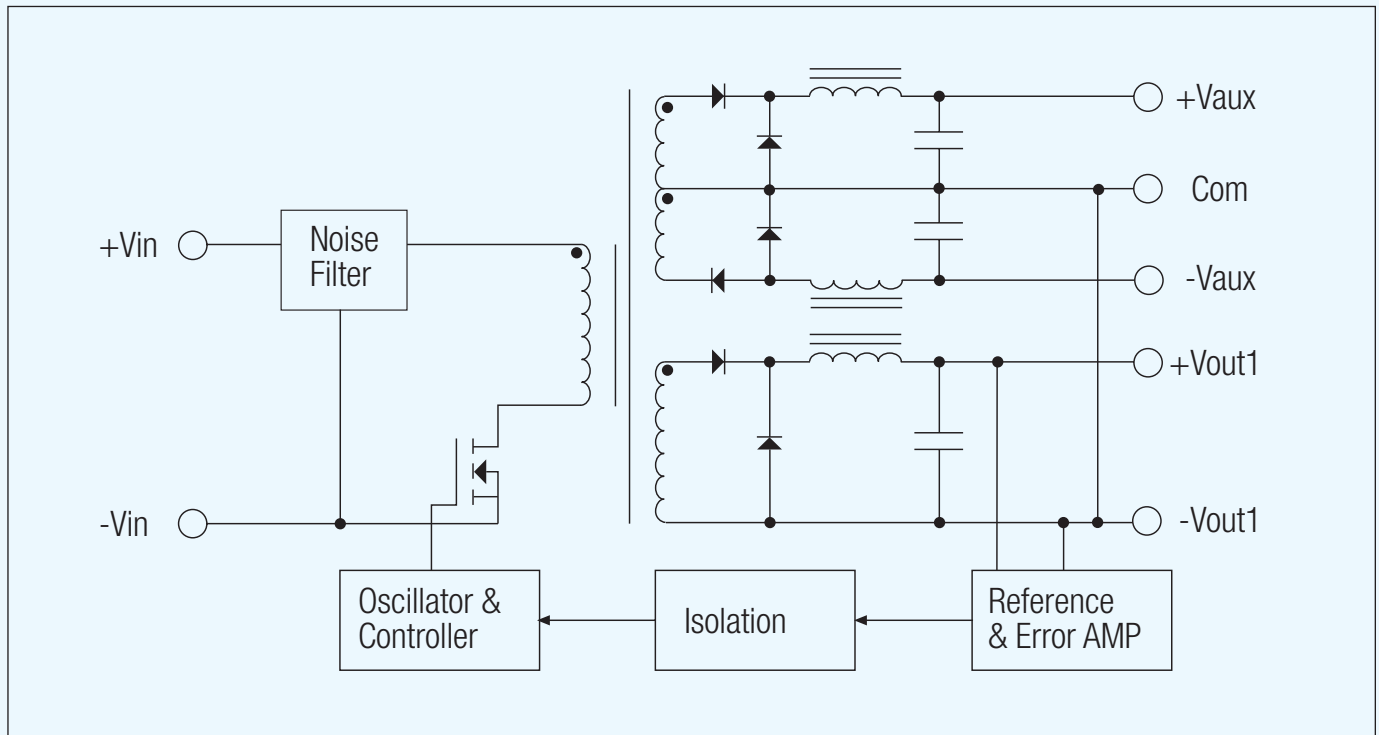 +Vaux
Com
-Vaux
+Vin
Noise
Filter
+Vout1
-Vin
-Vout1
Oscillator &
Controller
Isolation
Reference
& Error AMP